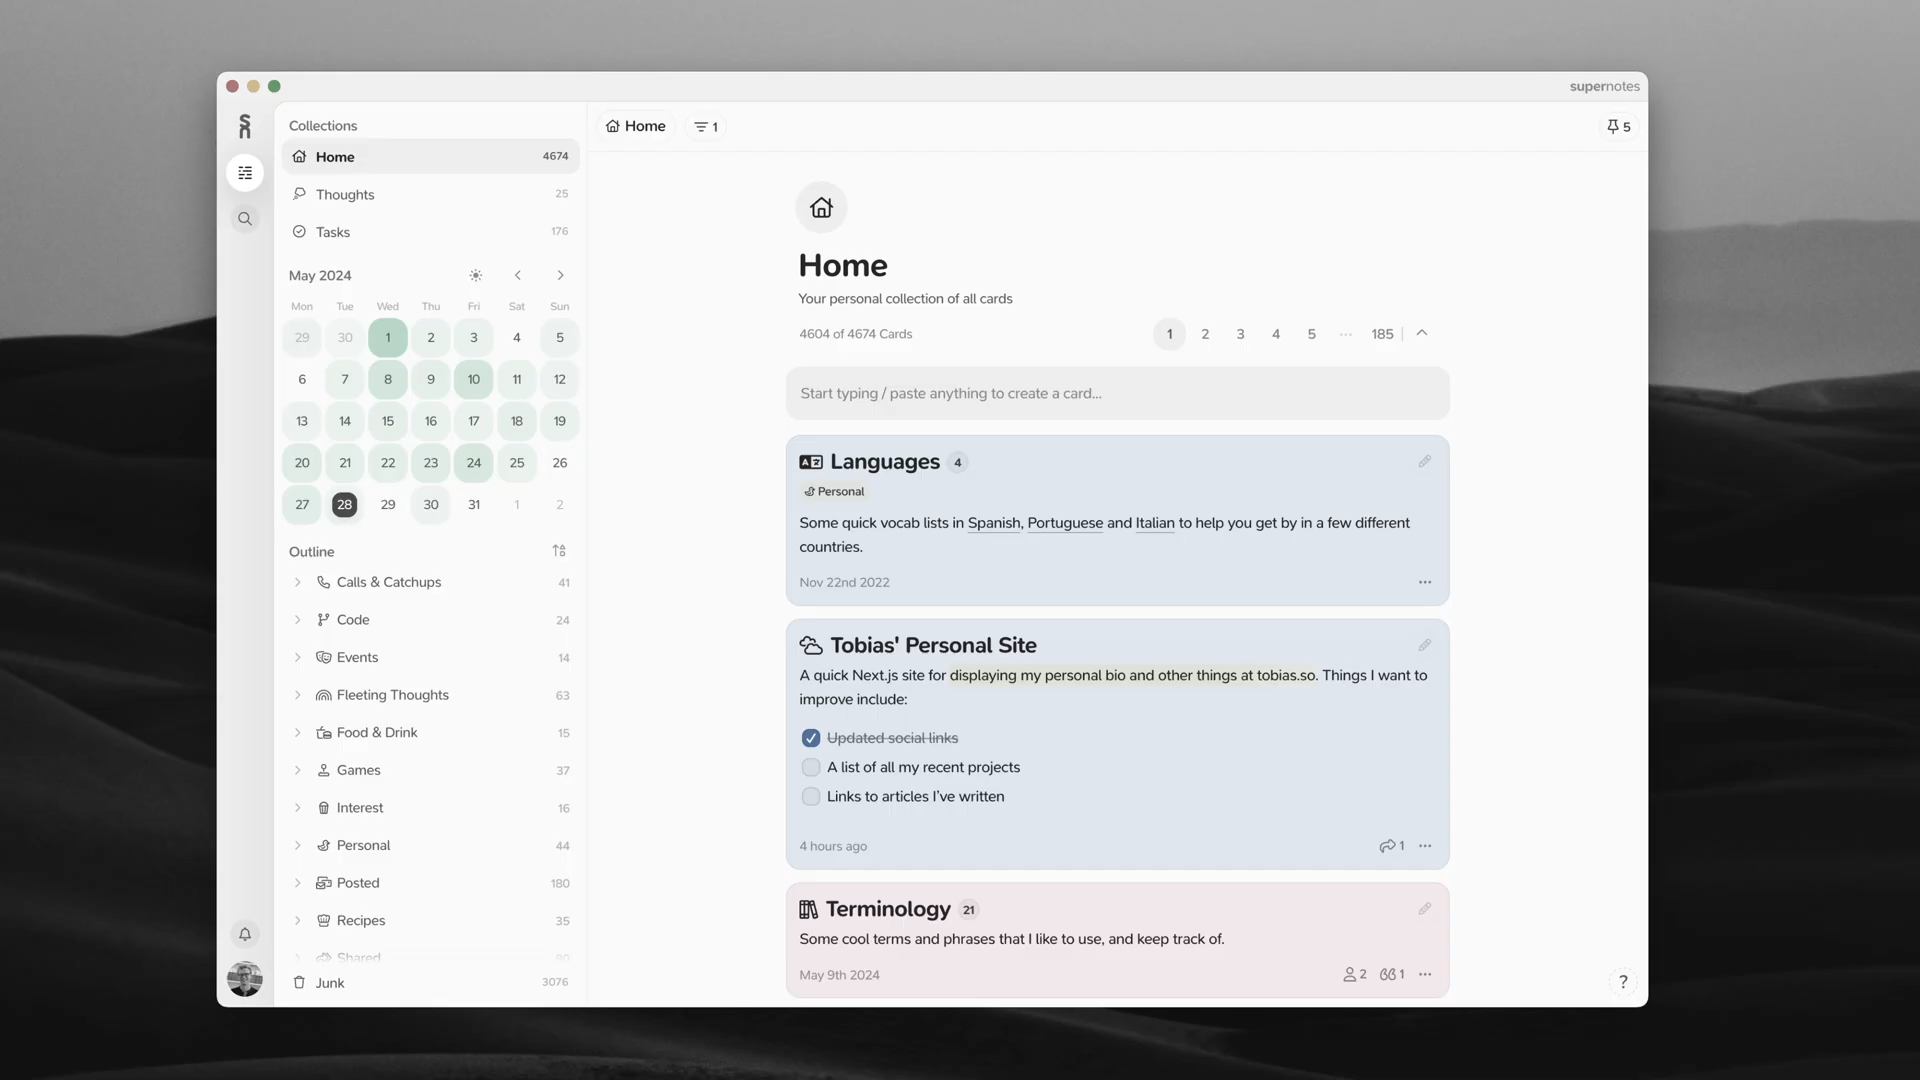 supernotes
Collections
Home 4674
Thoughts 25
Tasks 176
May 2024
Mon Tue Wed Thu Fri Sat Sun
29 30 1 2 3 4 5
6 7 8 9 10 11 12
13 14 15 16 17 18 19
20 21 22 23 24 25 26
27 28 29 30 31 1 2
Outline
Calls & Catchups 41
Code 24
Events 14
Fleeting Thoughts 63
Food & Drink 15
Games 37
Interest 16
Personal 44
Posted 180
Recipes 35
Shared 80
Junk 3076
Home 1
5
Home
Your personal collection of all cards
4604 of 4674 Cards
1 2 3 4 5 ... 185
Start typing / paste anything to create a card...
Languages 4
Personal
Some quick vocab lists in Spanish, Portuguese and Italian to help you get by in a few different
countries.
Nov 22nd 2022
Tobias' Personal Site
A quick Next.js site for displaying my personal bio and other things at tobias.so. Things I want to
improve include:
Updated social links
A list of all my recent projects
Links to articles I've written
4 hours ago
1
Terminology 21
Some cool terms and phrases that I like to use, and keep track of.
May 9th 2024
2 1
?